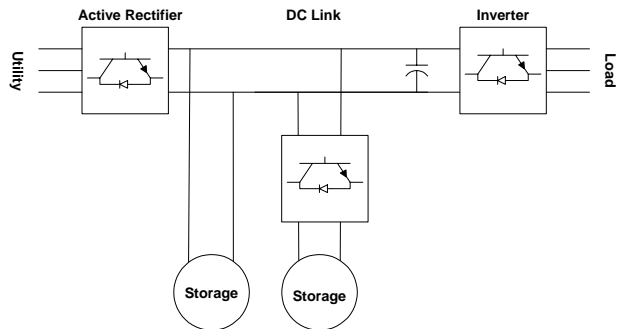 Active Rectifier
DC Link
Inverter
Utility
Load
Storage
Storage